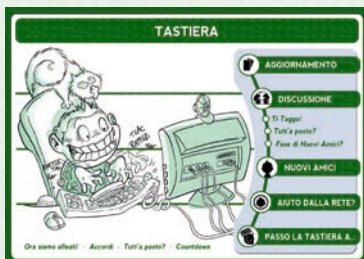 TASTIERA
AGGIORNAMENTO
DISCUSSIONE
Ti Taggo!
Tutt'a posto?
Fase di Nuovi Amici?
NUOVI AMICI
AIUTO DALLA RETE?
PASSO LA TASTIERA A...
Ora siamo alleati! - Accordi - Tutt'a posto? - Countdown